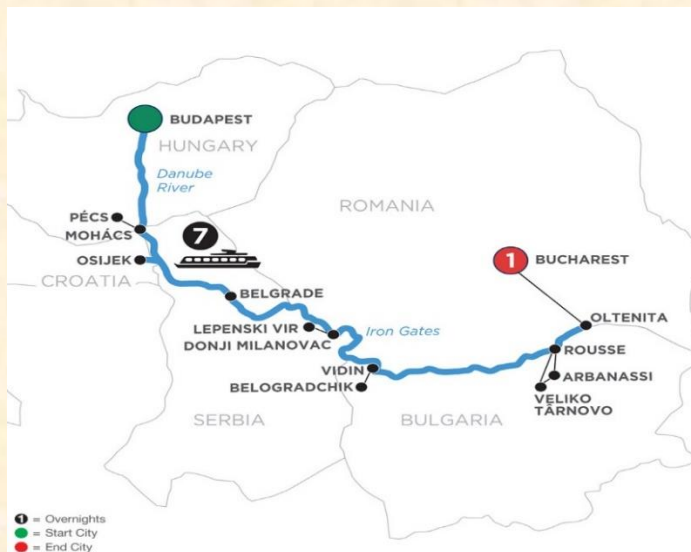 BUDAPEST
HUNGARY
Danube
River
ROMANIA
PÉCS
MOHÁCS
7
OSIJEK
CROATIA
1
BUCHAREST
BELGRADE
OLTENITA
LEPENSKI VIR
DONJI MILANOVAC
Iron Gates
ROUSSE
VIDIN
ARBANASSI
BELOGRADCHIK
VELIKO
TÂRNOVO
SERBIA
BULGARIA
1 = Overnights
= Start City
= End City